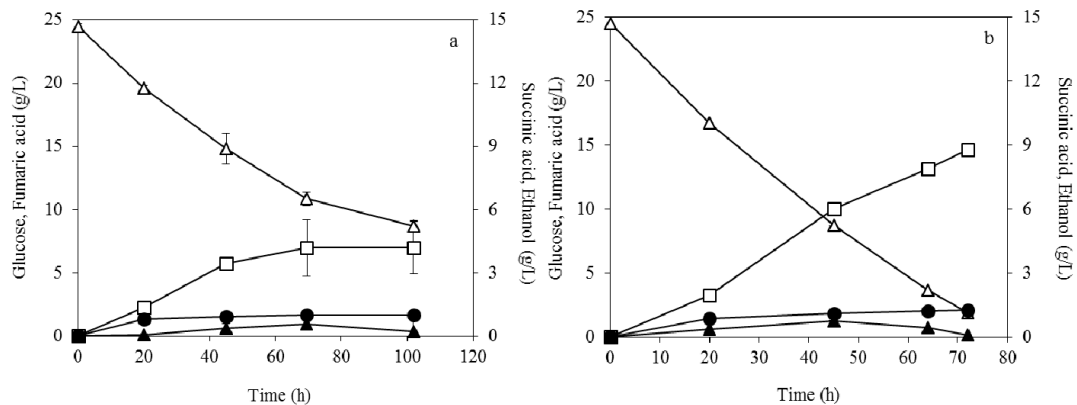 a
25
20
15
10
5
0
Glucose, Fumaric acid (g/L)
15
12
9
6
3
0
Succinic acid, Ethanol (g/L)
0 20 40 60 80 100 120
Time (h)
b
25
20
15
10
5
0
Glucose, Fumaric acid (g/L)
15
12
9
6
3
0
Succinic acid, Ethanol (g/L)
0 10 20 30 40 50 60 70 80
Time (h)